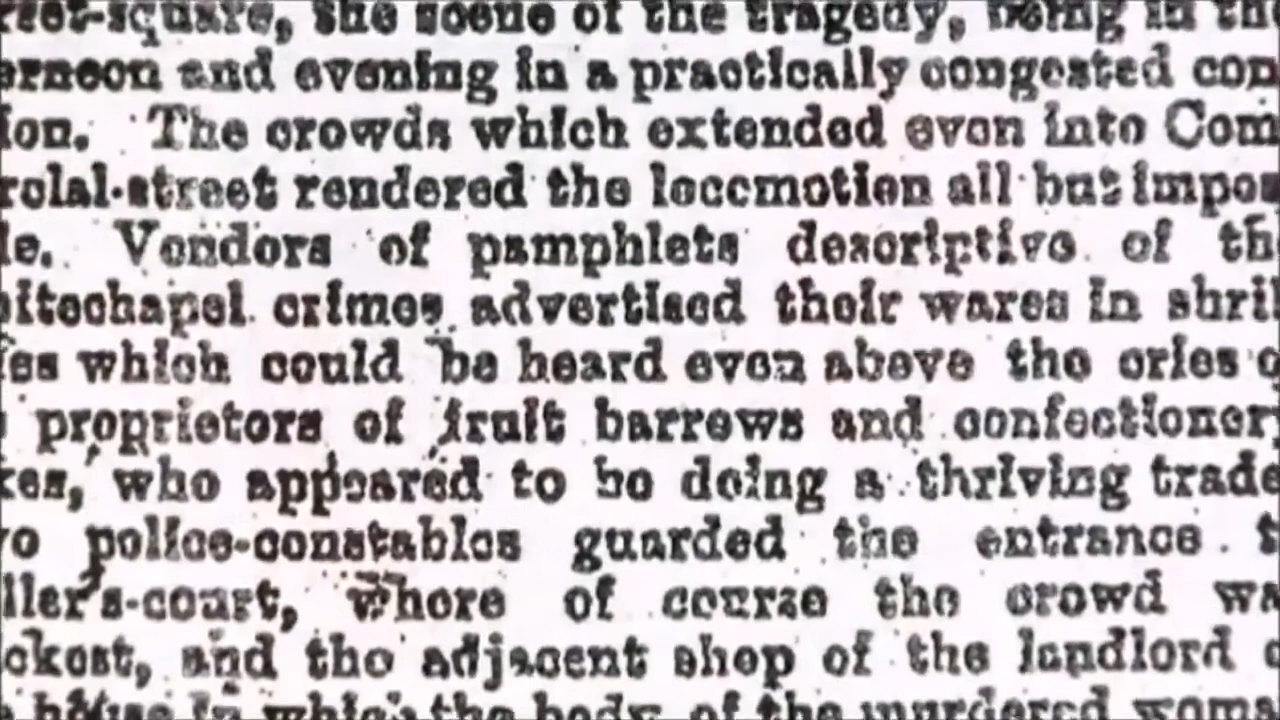 reet-square, the scene of the tragedy, being in the
ernoon and evening in a practically congested con
ion. The crowds which extended even into Com
rcial-street rendered the locomotion all but impos
le. Vendors of pamphlets descriptive of th
itechapel crimes advertised their wares in shril
es which could be heard even above the cries o
proprietors of fruit barrows and confectionery
kes, who appeared to be doing a thriving trade
o police-constables guarded the entrance t
ller's-court, where of course the crowd wa
ckest, and the adjacent shop of the landlord o
house in which the body of the murdered woma